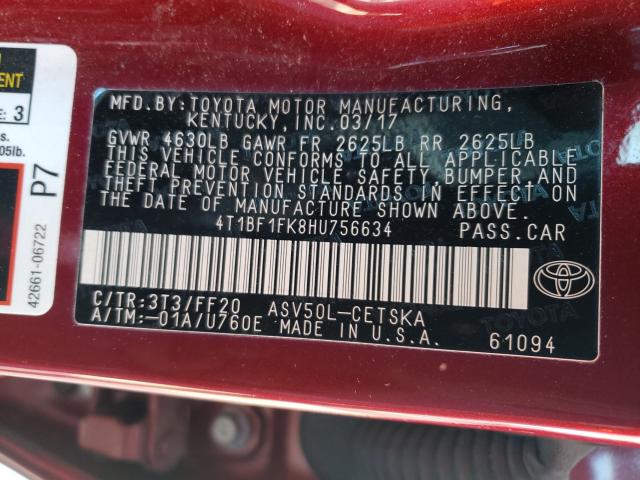 MFD.BY:TOYOTA MOTOR MANUFACTURING,
KENTUCKY, INC. 03/17
GVWR 4630LB GAWR FR 2625LB RR 2625LB
THIS VEHICLE CONFORMS TO ALL APPLICABLE
FEDERAL MOTOR VEHICLE SAFETY, BUMPER, AND
THEFT PREVENTION STANDARDS IN EFFECT ON
THE DATE OF MANUFACTURE SHOWN ABOVE.
4T1BF1FK8HU756634 PASS.CAR
C/TR:3T3/FF20 ASV50L-CETSKA
A/TM:-01A/U760E MADE IN U.S.A.
61094
TOYOTA
3
05lb.
P7
42661-06722